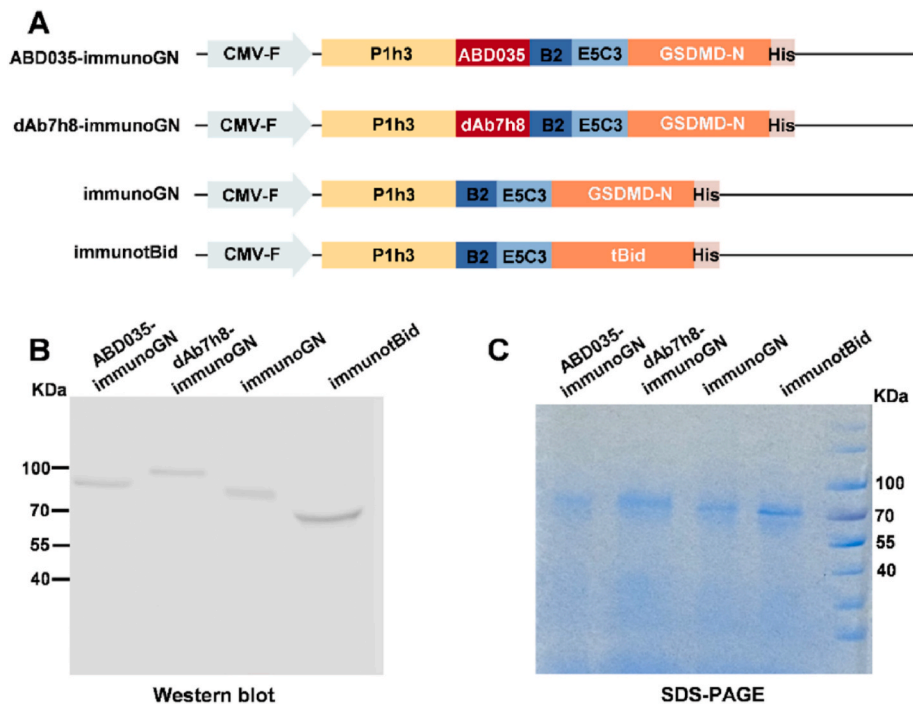 A
ABD035-immunoGN CMV-F P1h3 ABD035 B2 E5C3 GSDMD-N His
dAb7h8-immunoGN CMV-F P1h3 dAb7h8 B2 E5C3 GSDMD-N His
immunoGN CMV-F P1h3 B2 E5C3 GSDMD-N His
immunotBid CMV-F P1h3 B2 E5C3 tBid His
B
KDa
ABD035-
immunoGN
dAb7h8-
immunoGN
immunoGN
immunotBid
100
70
55
40
Western blot
C
ABD035-
immunoGN
dAb7h8-
immunoGN
immunoGN
immunotBid
KDa
100
70
55
40
SDS-PAGE